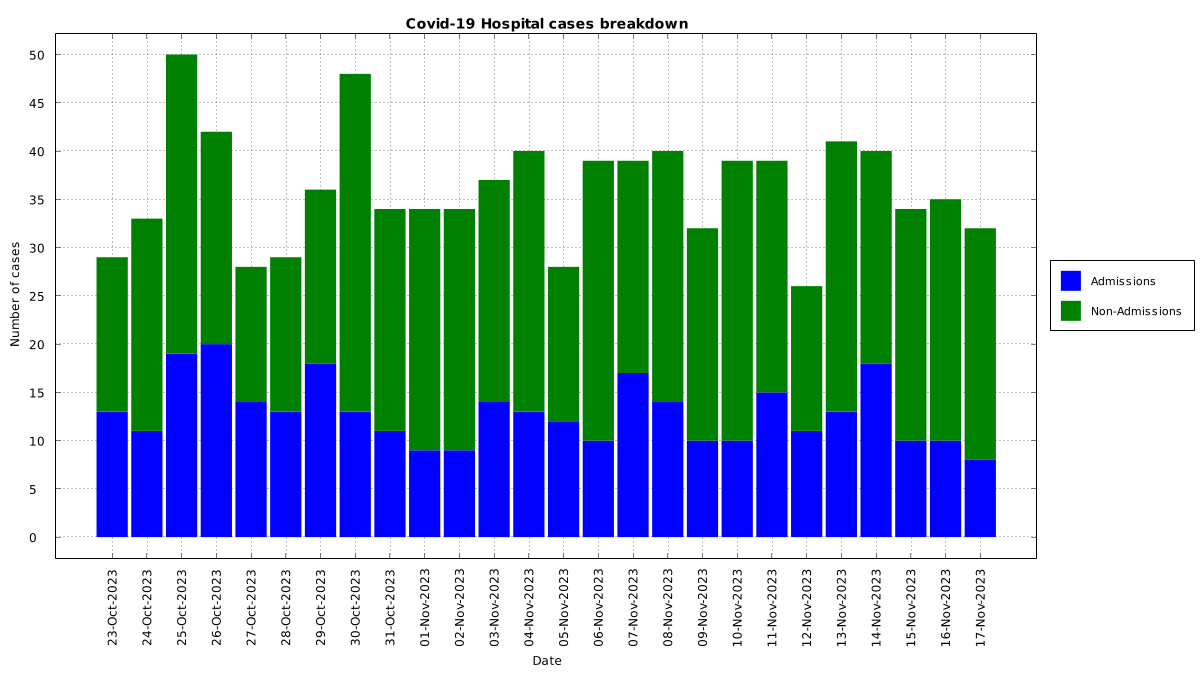 Covid-19 Hospital cases breakdown
50
45
40
35
30
25
20
15
10
5
0
Number of cases
23-Oct-2023
24-Oct-2023
25-Oct-2023
26-Oct-2023
27-Oct-2023
28-Oct-2023
29-Oct-2023
30-Oct-2023
31-Oct-2023
01-Nov-2023
02-Nov-2023
03-Nov-2023
04-Nov-2023
05-Nov-2023
06-Nov-2023
07-Nov-2023
08-Nov-2023
09-Nov-2023
10-Nov-2023
11-Nov-2023
12-Nov-2023
13-Nov-2023
14-Nov-2023
15-Nov-2023
16-Nov-2023
17-Nov-2023
Date
Admissions
Non-Admissions